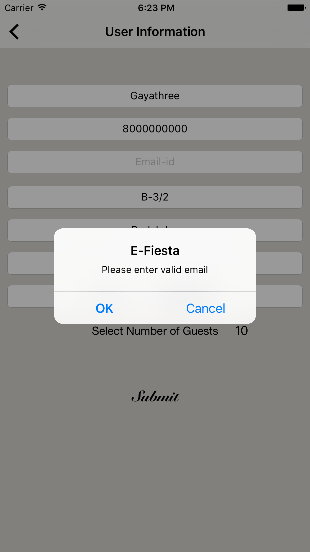 Carrier 6:23 PM
User Information
Gayathree
8000000000
Email-id
B-3/2
E-Fiesta
Please enter valid email
OK Cancel
Select Number of Guests 10
Submit